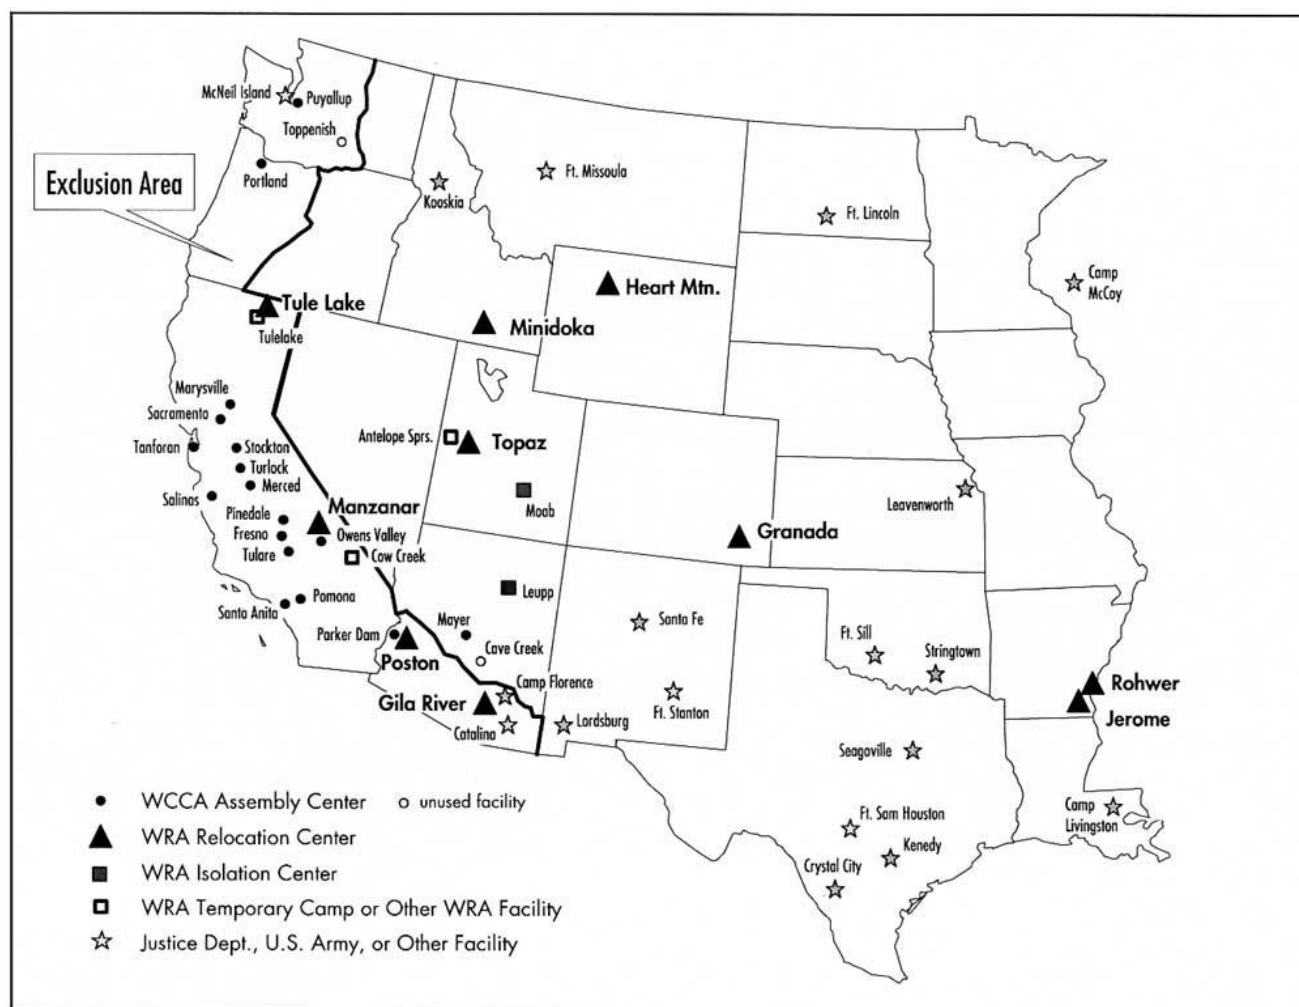 McNeil Island
Puyallup
Toppenish
Portland
Exclusion Area
Kooskia
Ft. Missoula
Ft. Lincoln
Camp
McCoy
Heart Mtn.
Tule Lake
Tulelake
Minidoka
Marysville
Sacramento
Tanforan
Stockton
Turlock
Merced
Salinas
Antelope Sprs.
Topaz
Moab
Leavenworth
Manzanar
Pinedale
Fresno
Tulare
Owens Valley
Cow Creek
Granada
Leupp
Pomona
Santa Anita
Parker Dam
Mayer
Cave Creek
Santa Fe
Ft. Sill
Stringtown
Poston
Camp Florence
Gila River
Catalina
Lordsburg
Ft. Stanton
Rohwer
Jerome
Seagoville
Ft. Sam Houston
Kenedy
Crystal City
Camp
Livingston
WCCA Assembly Center
unused facility
WRA Relocation Center
WRA Isolation Center
WRA Temporary Camp or Other WRA Facility
Justice Dept., U.S. Army, or Other Facility